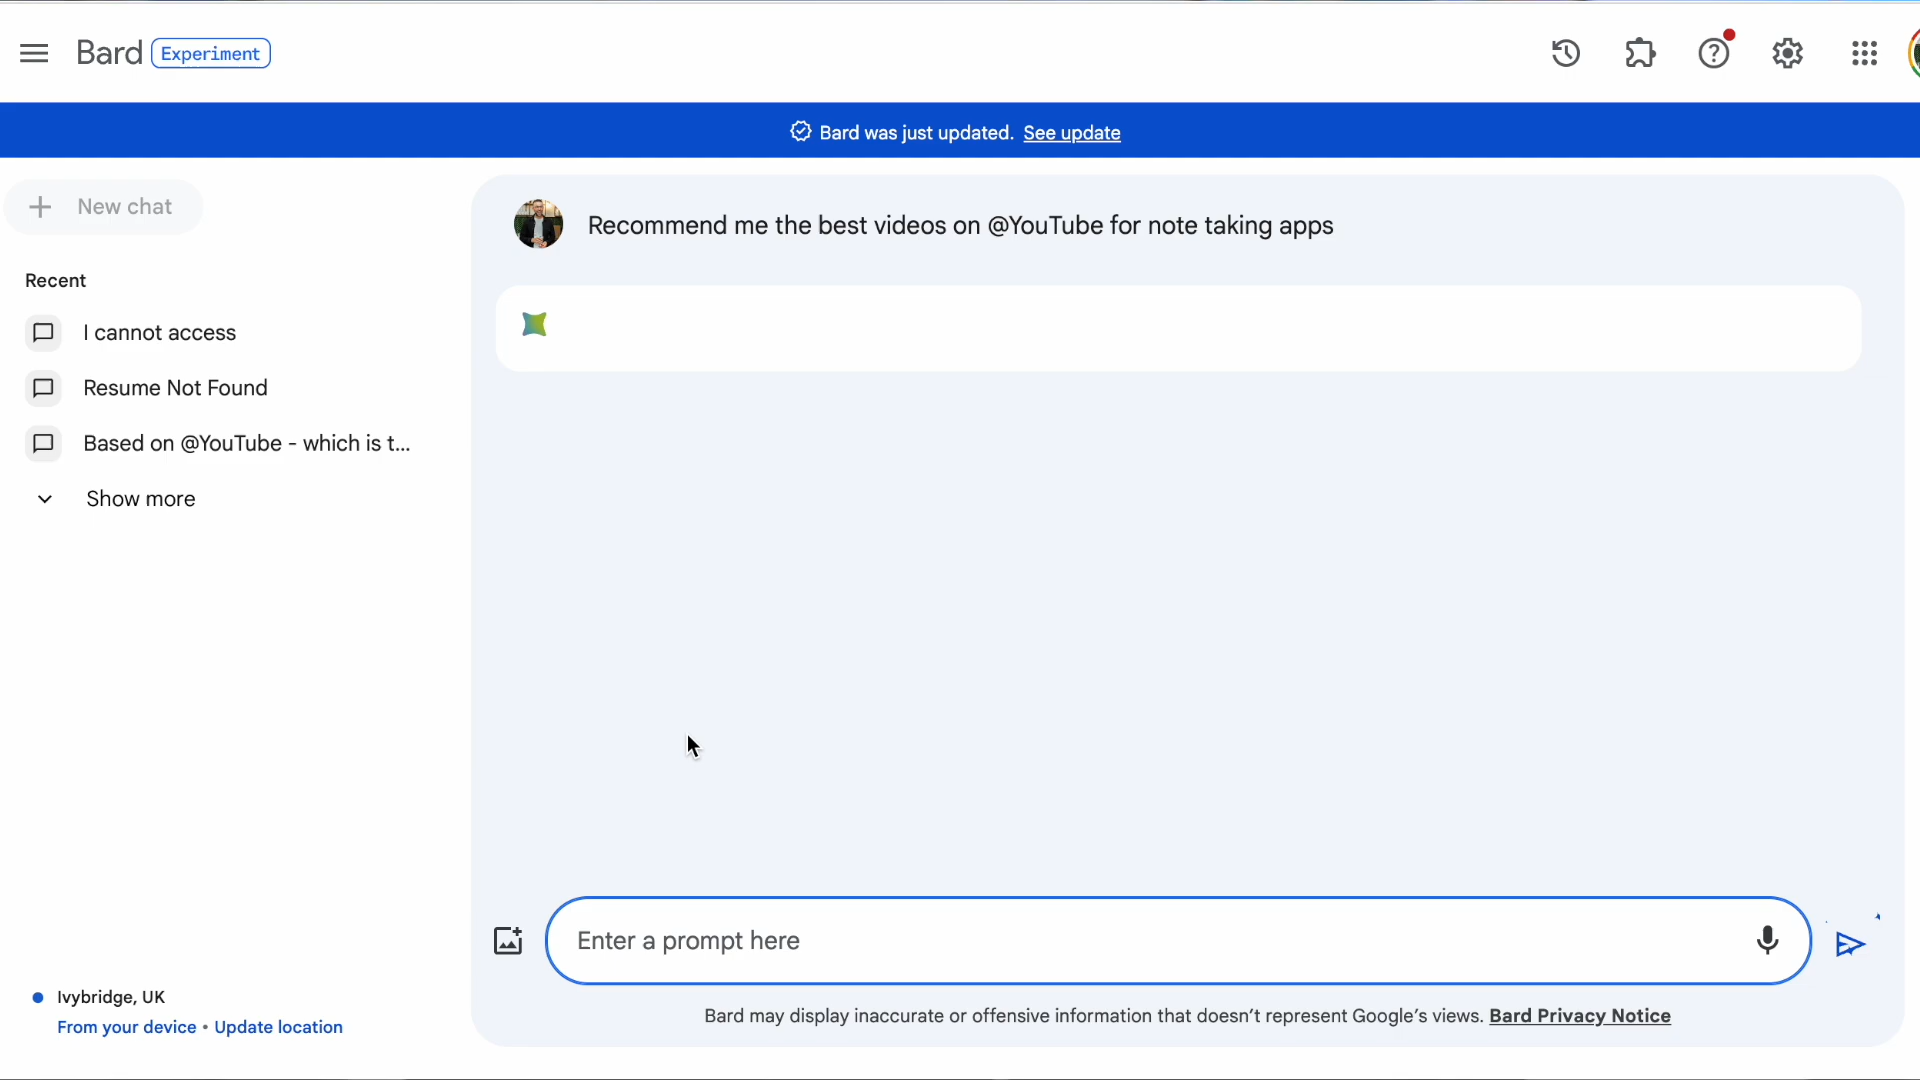 Bard Experiment
Bard was just updated. See update
New chat
Recommend me the best videos on @YouTube for note taking apps
Recent
I cannot access
Resume Not Found
Based on @YouTube - which is t...
Show more
Enter a prompt here
Ivybridge, UK
From your device • Update location
Bard may display inaccurate or offensive information that doesn't represent Google's views. Bard Privacy Notice